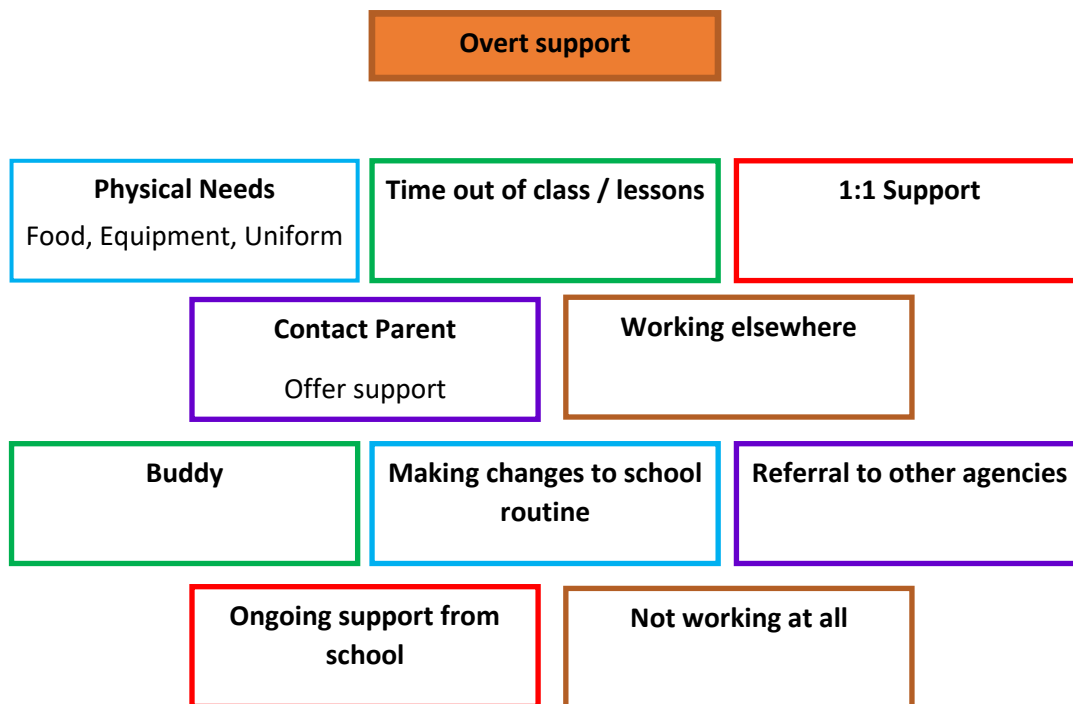 Overt support
Physical Needs
Food, Equipment, Uniform
Time out of class / lessons
1:1 Support
Contact Parent
Offer support
Working elsewhere
Buddy
Making changes to school
routine
Referral to other agencies
Ongoing support from
school
Not working at all